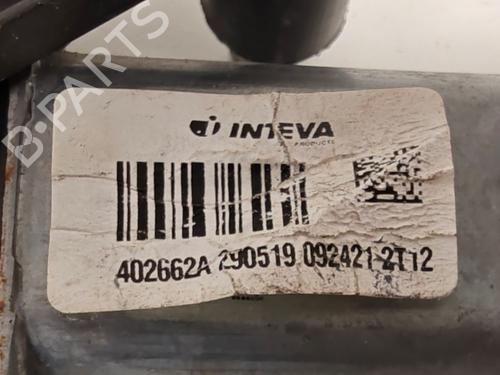 B-PARTS
INTEVA
PRODUCTS
402662A 290519 092421 2T12